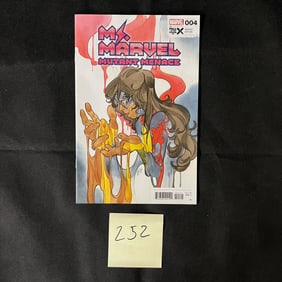 MARVEL
004
MS.
MARVEL
MUTANT MENACE
252